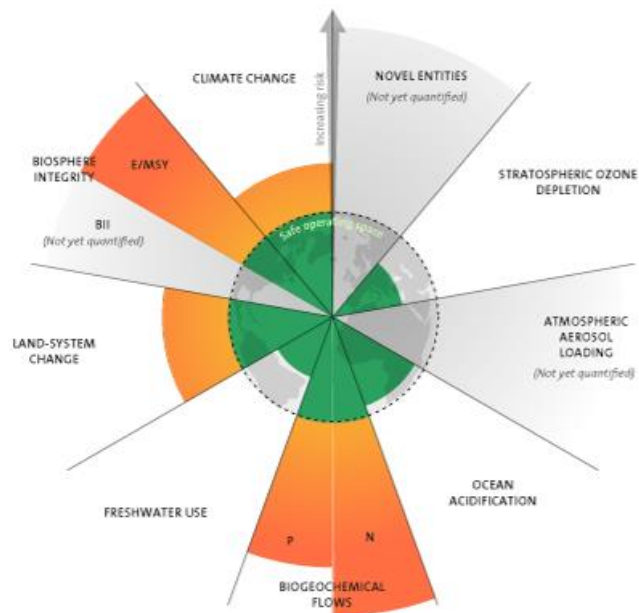 CLIMATE CHANGE
Increasing risk
NOVEL ENTITIES
(Not yet quantified)
STRATOSPHERIC OZONE
DEPLETION
ATMOSPHERIC
AEROSOL
LOADING
(Not yet quantified)
OCEAN
ACIDIFICATION
BIOGEOCHEMICAL
FLOWS
P
N
FRESHWATER USE
LAND-SYSTEM
CHANGE
BIOSPHERE
INTEGRITY
E/MSY
BII
(Not yet quantified)
Safe operating space